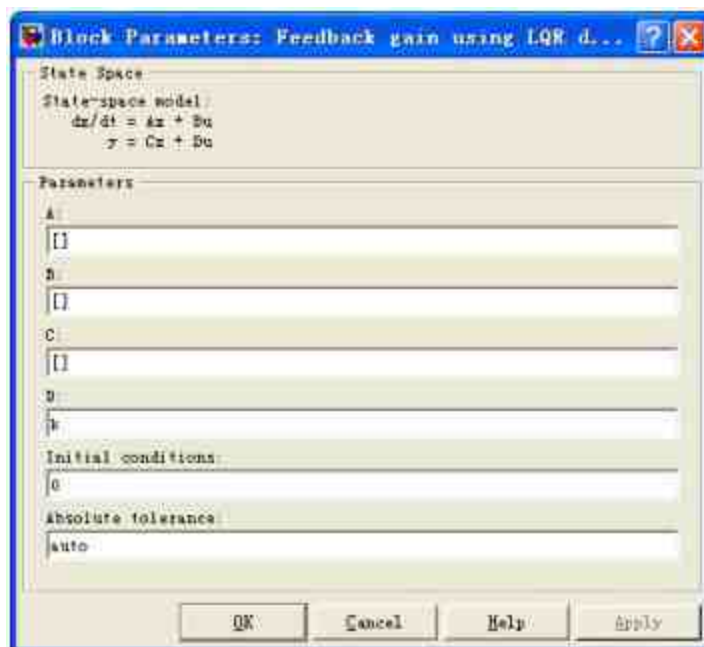 Block Parameters: Feedback gain using LQR d...
State Space
State-space model:
dx/dt = Ax + Bu
y = Cx + Du
Parameters
A:
[]
B:
[]
C:
[]
D:
k
Initial conditions:
0
Absolute tolerance:
auto
OK
Cancel
Help
Apply